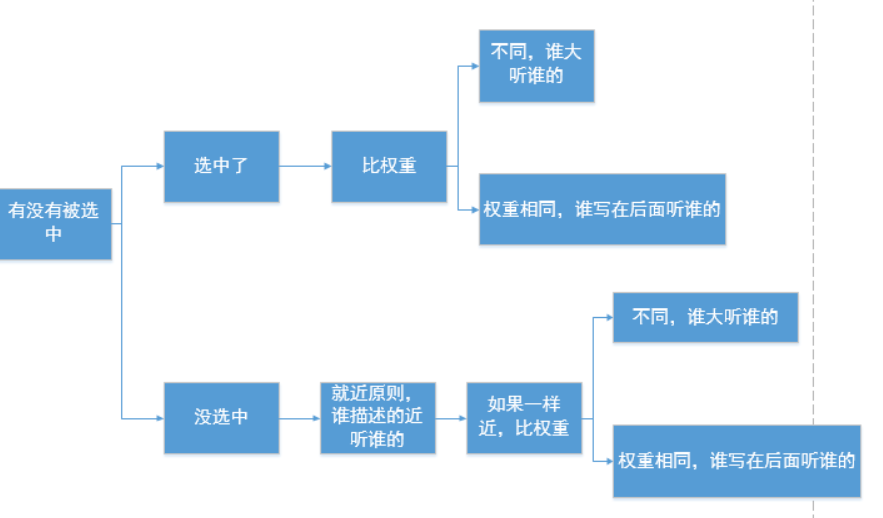 不同，谁大
听谁的
选中了
比权重
有没有被选
中
权重相同，谁写在后面听谁的
不同，谁大听谁的
没选中
就近原则，
谁描述的近
听谁的
如果一样
近，比权重
权重相同，谁写在后面听谁的